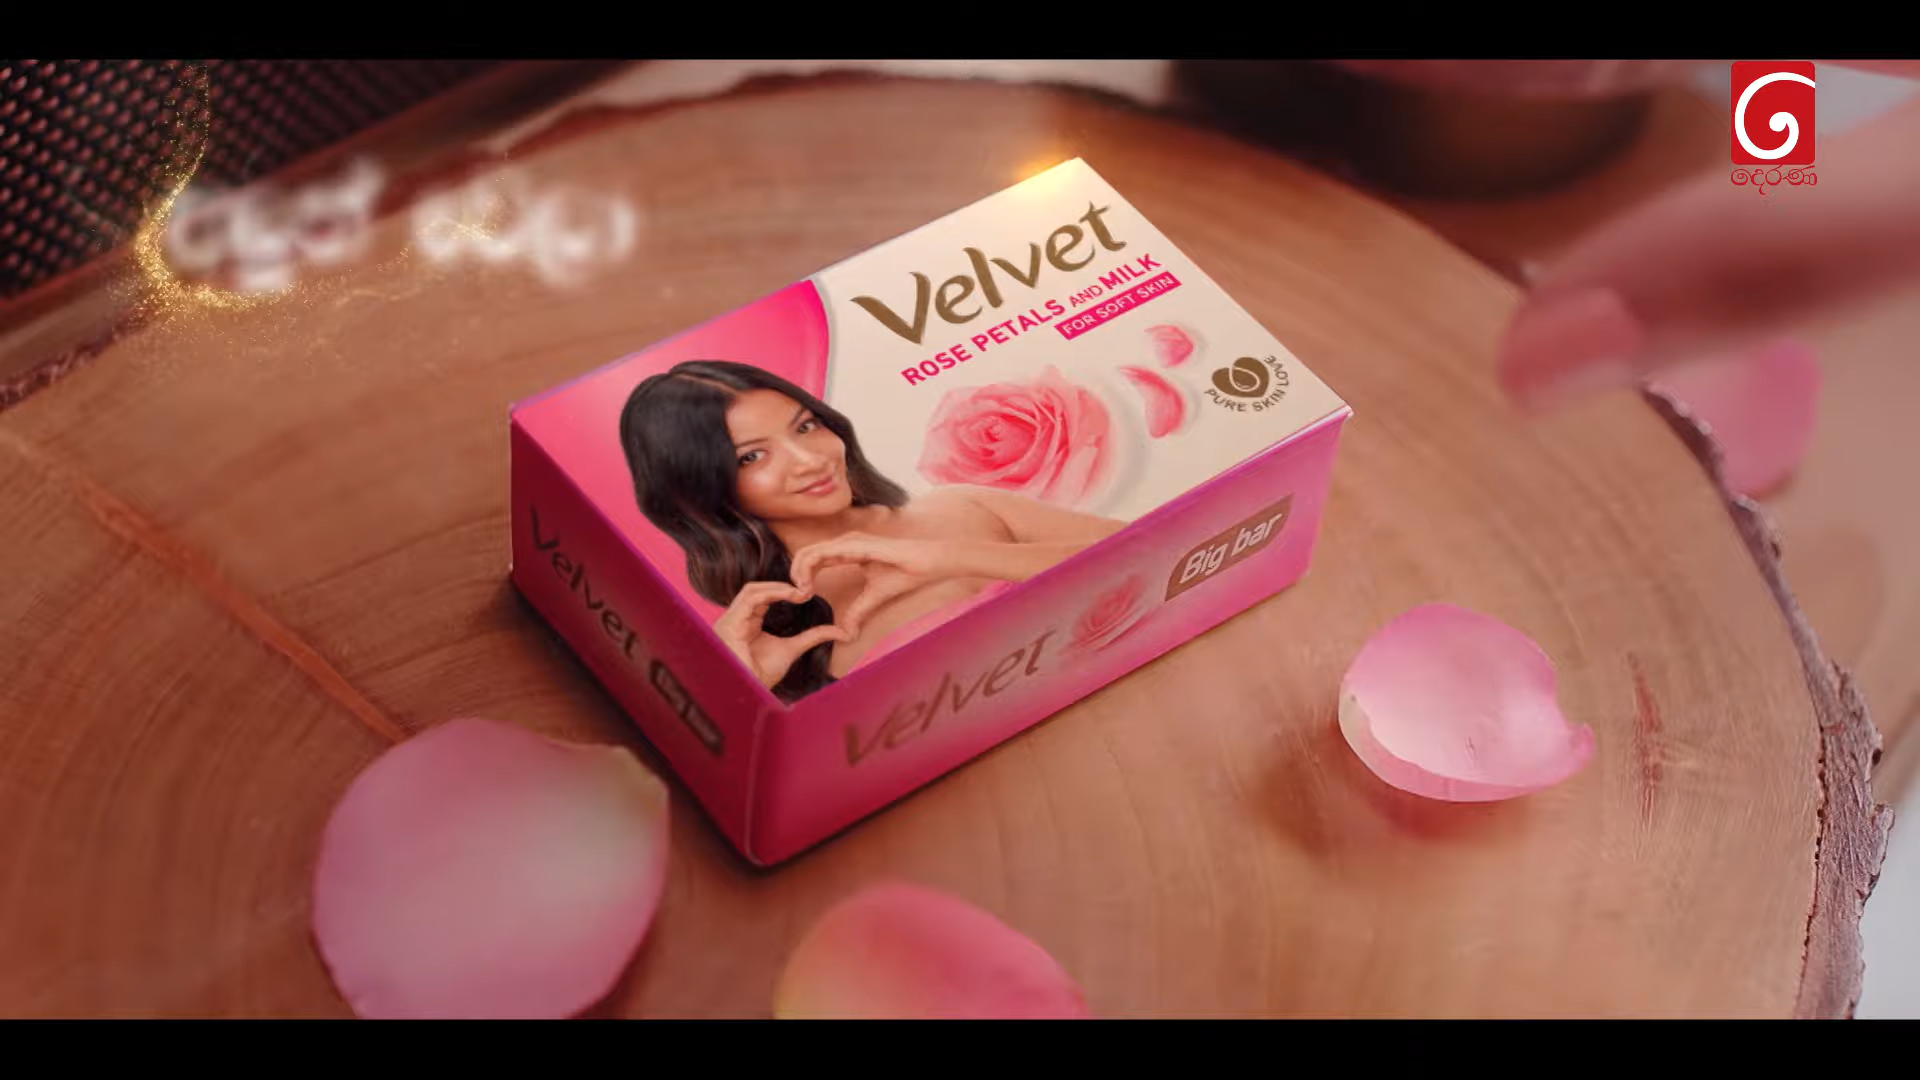 දෙරණ
Velvet
ROSE PETALS AND MILK
FOR SOFT SKIN
PURE SKIN LOVE
Big bar
Velvet
Velvet